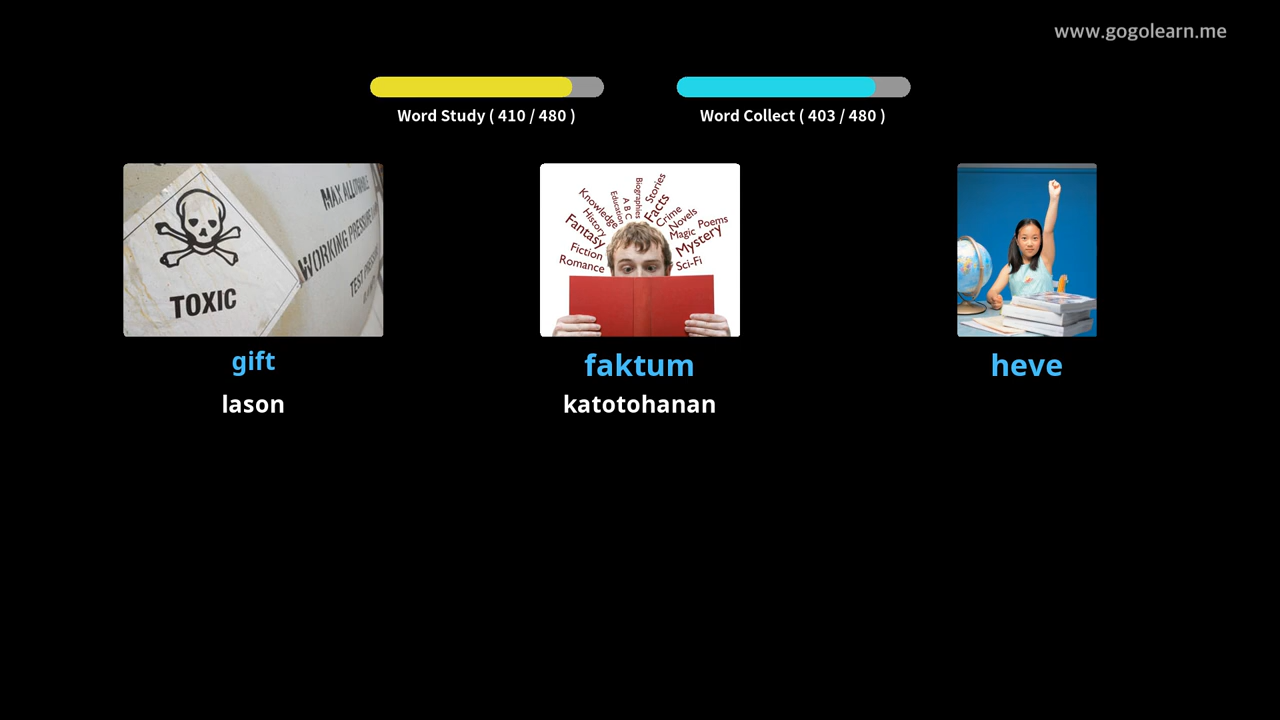 www.gogolearn.me
Word Study ( 410 / 480 )
Word Collect ( 403 / 480 )
TOXIC
MAX ALLOWABLE
WORKING PRESSURE
Knowledge
History
Fantasy
Fiction
Romance
Education
A B C
Biographies
Stories
Facts
Crime
Novels
Magic
Poems
Mystery
Sci-Fi
gift
faktum
heve
lason
katotohanan